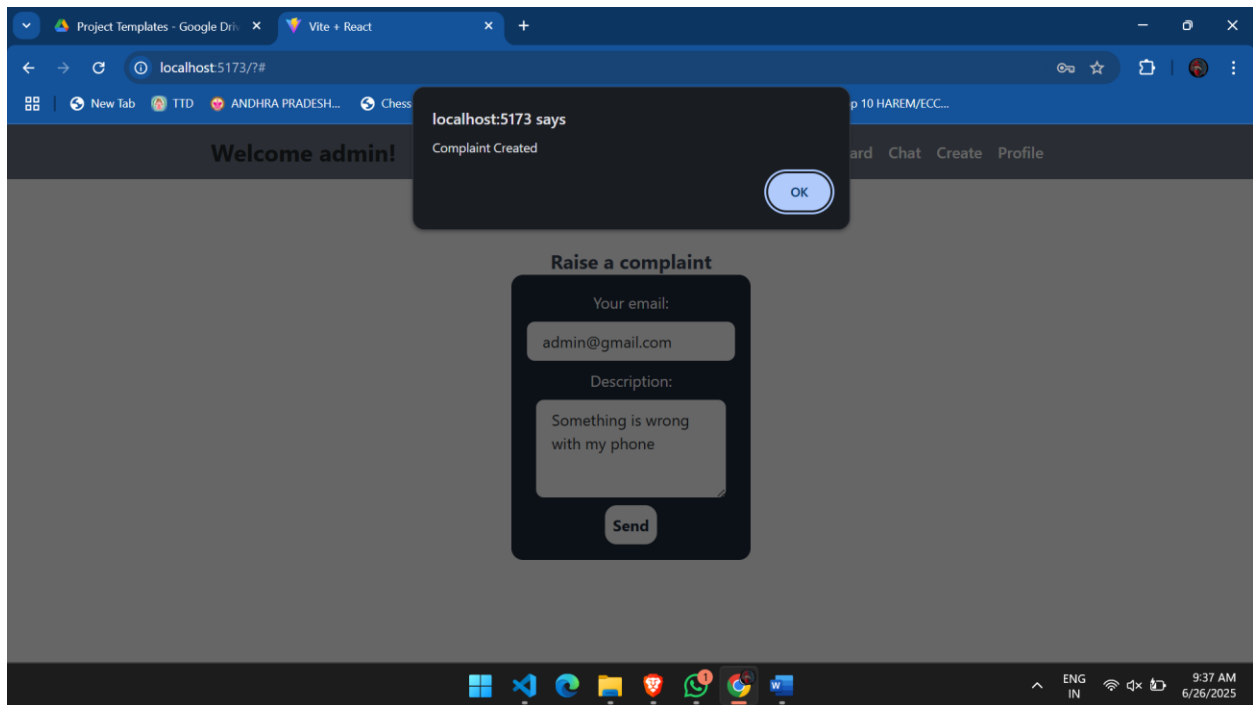 Project Templates - Google Driv
Vite + React
localhost:5173/?#
New Tab
TTD
ANDHRA PRADESH...
Chess
p 10 HAREM/ECC...
localhost:5173 says
Complaint Created
OK
Welcome admin!
ard
Chat
Create
Profile
Raise a complaint
Your email:
admin@gmail.com
Description:
Something is wrong
with my phone
Send
1
ENG
IN
9:37 AM
6/26/2025